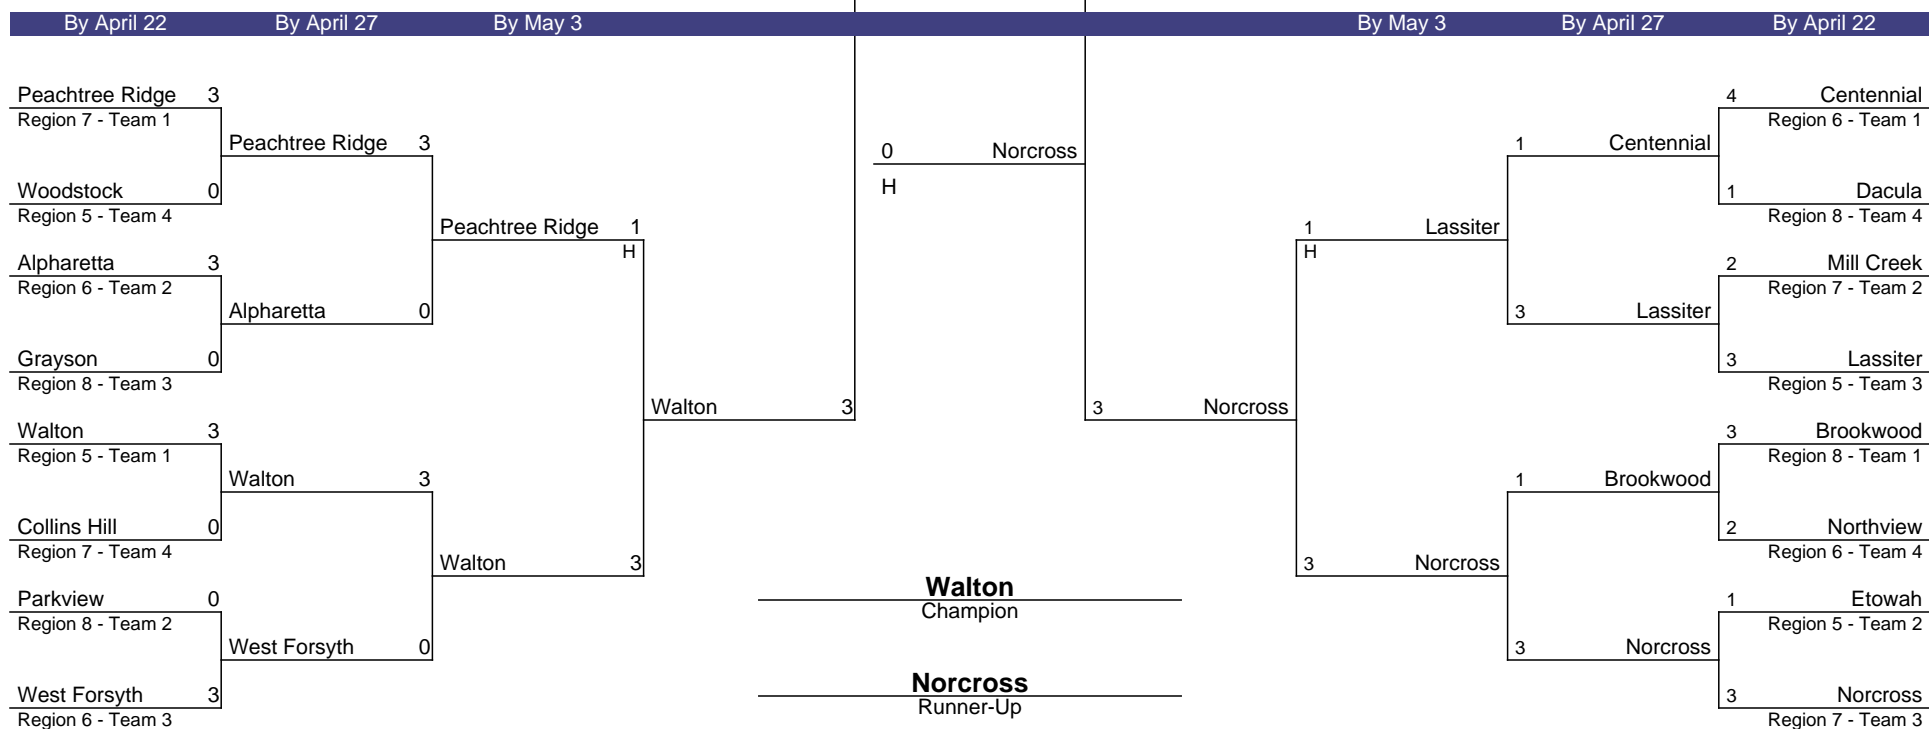 By April 22 By April 27 By May 3 By May 3 By April 27 By April 22
Peachtree Ridge 3
Region 7 - Team 1
Woodstock 0
Region 5 - Team 4
Alpharetta 3
Region 6 - Team 2
Grayson 0
Region 8 - Team 3
Walton 3
Region 5 - Team 1
Collins Hill 0
Region 7 - Team 4
Parkview 0
Region 8 - Team 2
West Forsyth 3
Region 6 - Team 3
Peachtree Ridge 3
Alpharetta 0
Walton 3
West Forsyth 0
Peachtree Ridge 1
H
Walton 3
Walton 3
0 Norcross
H
Walton
Champion
Norcross
Runner-Up
3 Norcross
1 Lassiter
H
3 Norcross
1 Centennial
3 Lassiter
1 Brookwood
3 Norcross
4 Centennial
Region 6 - Team 1
1 Dacula
Region 8 - Team 4
2 Mill Creek
Region 7 - Team 2
3 Lassiter
Region 5 - Team 3
3 Brookwood
Region 8 - Team 1
2 Northview
Region 6 - Team 4
1 Etowah
Region 5 - Team 2
3 Norcross
Region 7 - Team 3